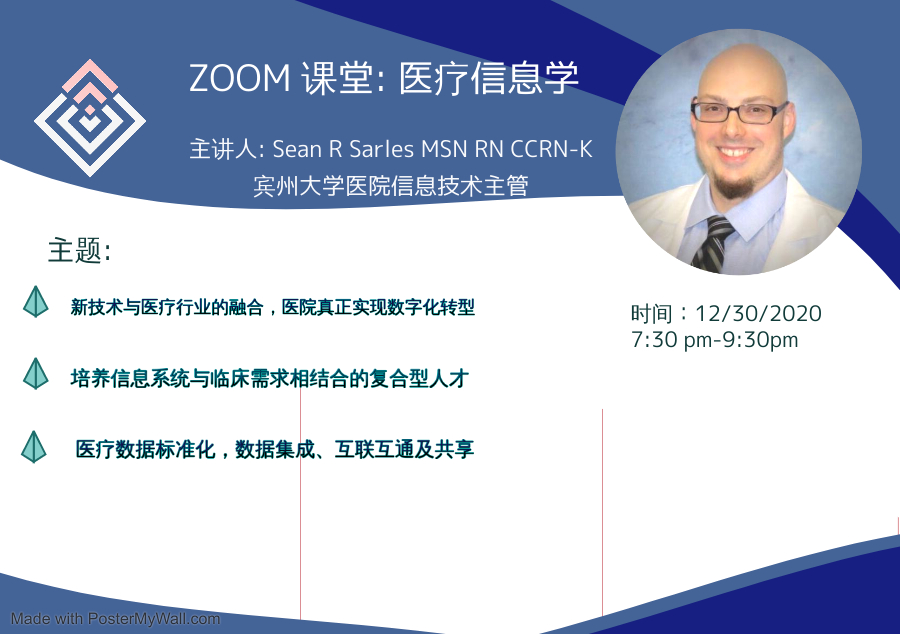 ZOOM 课堂: 医疗信息学
主讲人: Sean R Sarles MSN RN CCRN-K
宾州大学医院信息技术主管
主题:
新技术与医疗行业的融合，医院真正实现数字化转型
培养信息系统与临床需求相结合的复合型人才
医疗数据标准化，数据集成、互联互通及共享
时间：12/30/2020
7:30 pm-9:30pm
Made with PosterMyWall.com